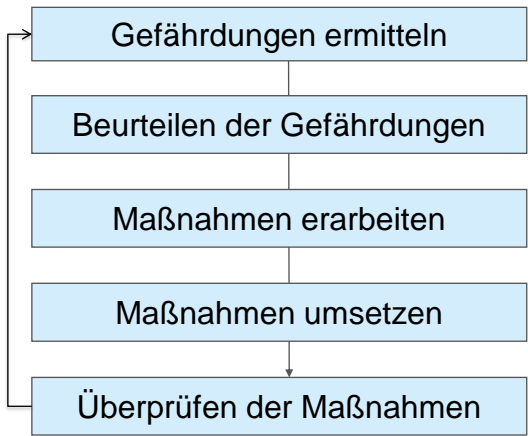 Gefährdungen ermitteln
Beurteilen der Gefährdungen
Maßnahmen erarbeiten
Maßnahmen umsetzen
Überprüfen der Maßnahmen